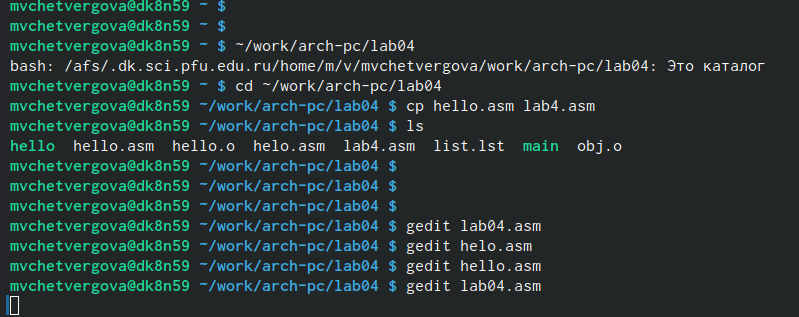 mvchetvergova@dk8n59 ~ $
mvchetvergova@dk8n59 ~ $
mvchetvergova@dk8n59 ~ $ ~/work/arch-pc/lab04
bash: /afs/.dk.sci.pfu.edu.ru/home/m/v/mvchetvergova/work/arch-pc/lab04: Это каталог
mvchetvergova@dk8n59 ~ $ cd ~/work/arch-pc/lab04
mvchetvergova@dk8n59 ~/work/arch-pc/lab04 $ cp hello.asm lab4.asm
mvchetvergova@dk8n59 ~/work/arch-pc/lab04 $ ls
hello  hello.asm  hello.o  helo.asm  lab4.asm  list.lst  main  obj.o
mvchetvergova@dk8n59 ~/work/arch-pc/lab04 $
mvchetvergova@dk8n59 ~/work/arch-pc/lab04 $
mvchetvergova@dk8n59 ~/work/arch-pc/lab04 $
mvchetvergova@dk8n59 ~/work/arch-pc/lab04 $ gedit lab04.asm
mvchetvergova@dk8n59 ~/work/arch-pc/lab04 $ gedit helo.asm
mvchetvergova@dk8n59 ~/work/arch-pc/lab04 $ gedit hello.asm
mvchetvergova@dk8n59 ~/work/arch-pc/lab04 $ gedit lab04.asm